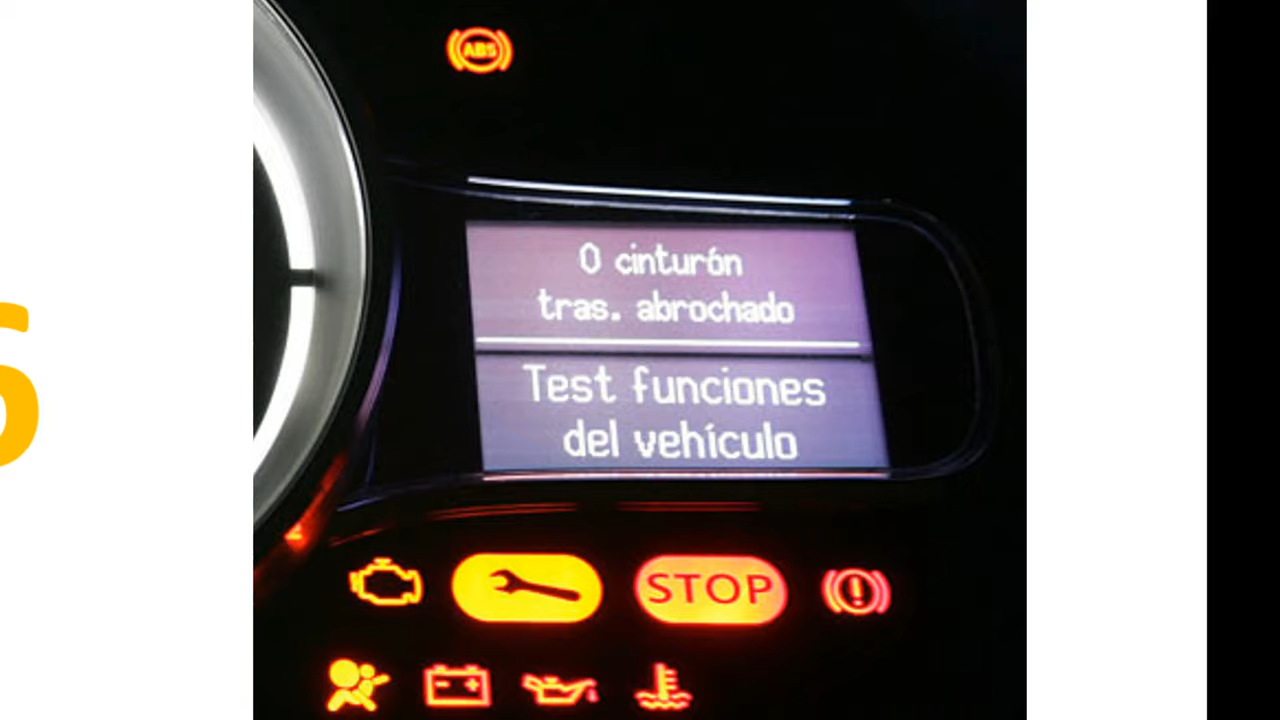 ABS
0 cinturón
tras. abrochado
Test funciones
del vehículo
STOP